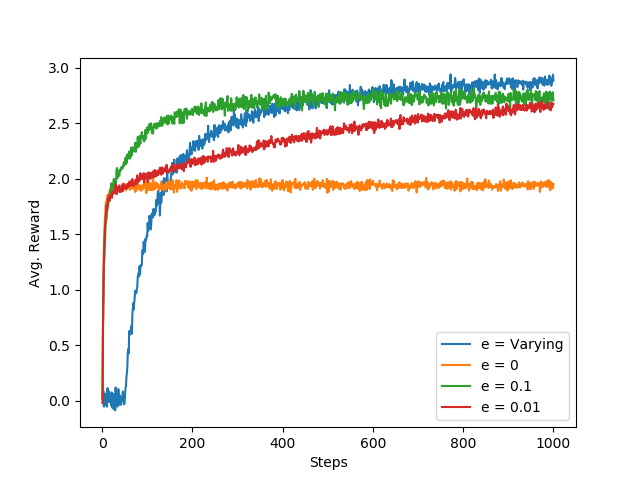 3.0
2.5
2.0
1.5
1.0
0.5
0.0
Avg. Reward
0 200 400 600 800 1000
Steps
e = Varying
e = 0
e = 0.1
e = 0.01